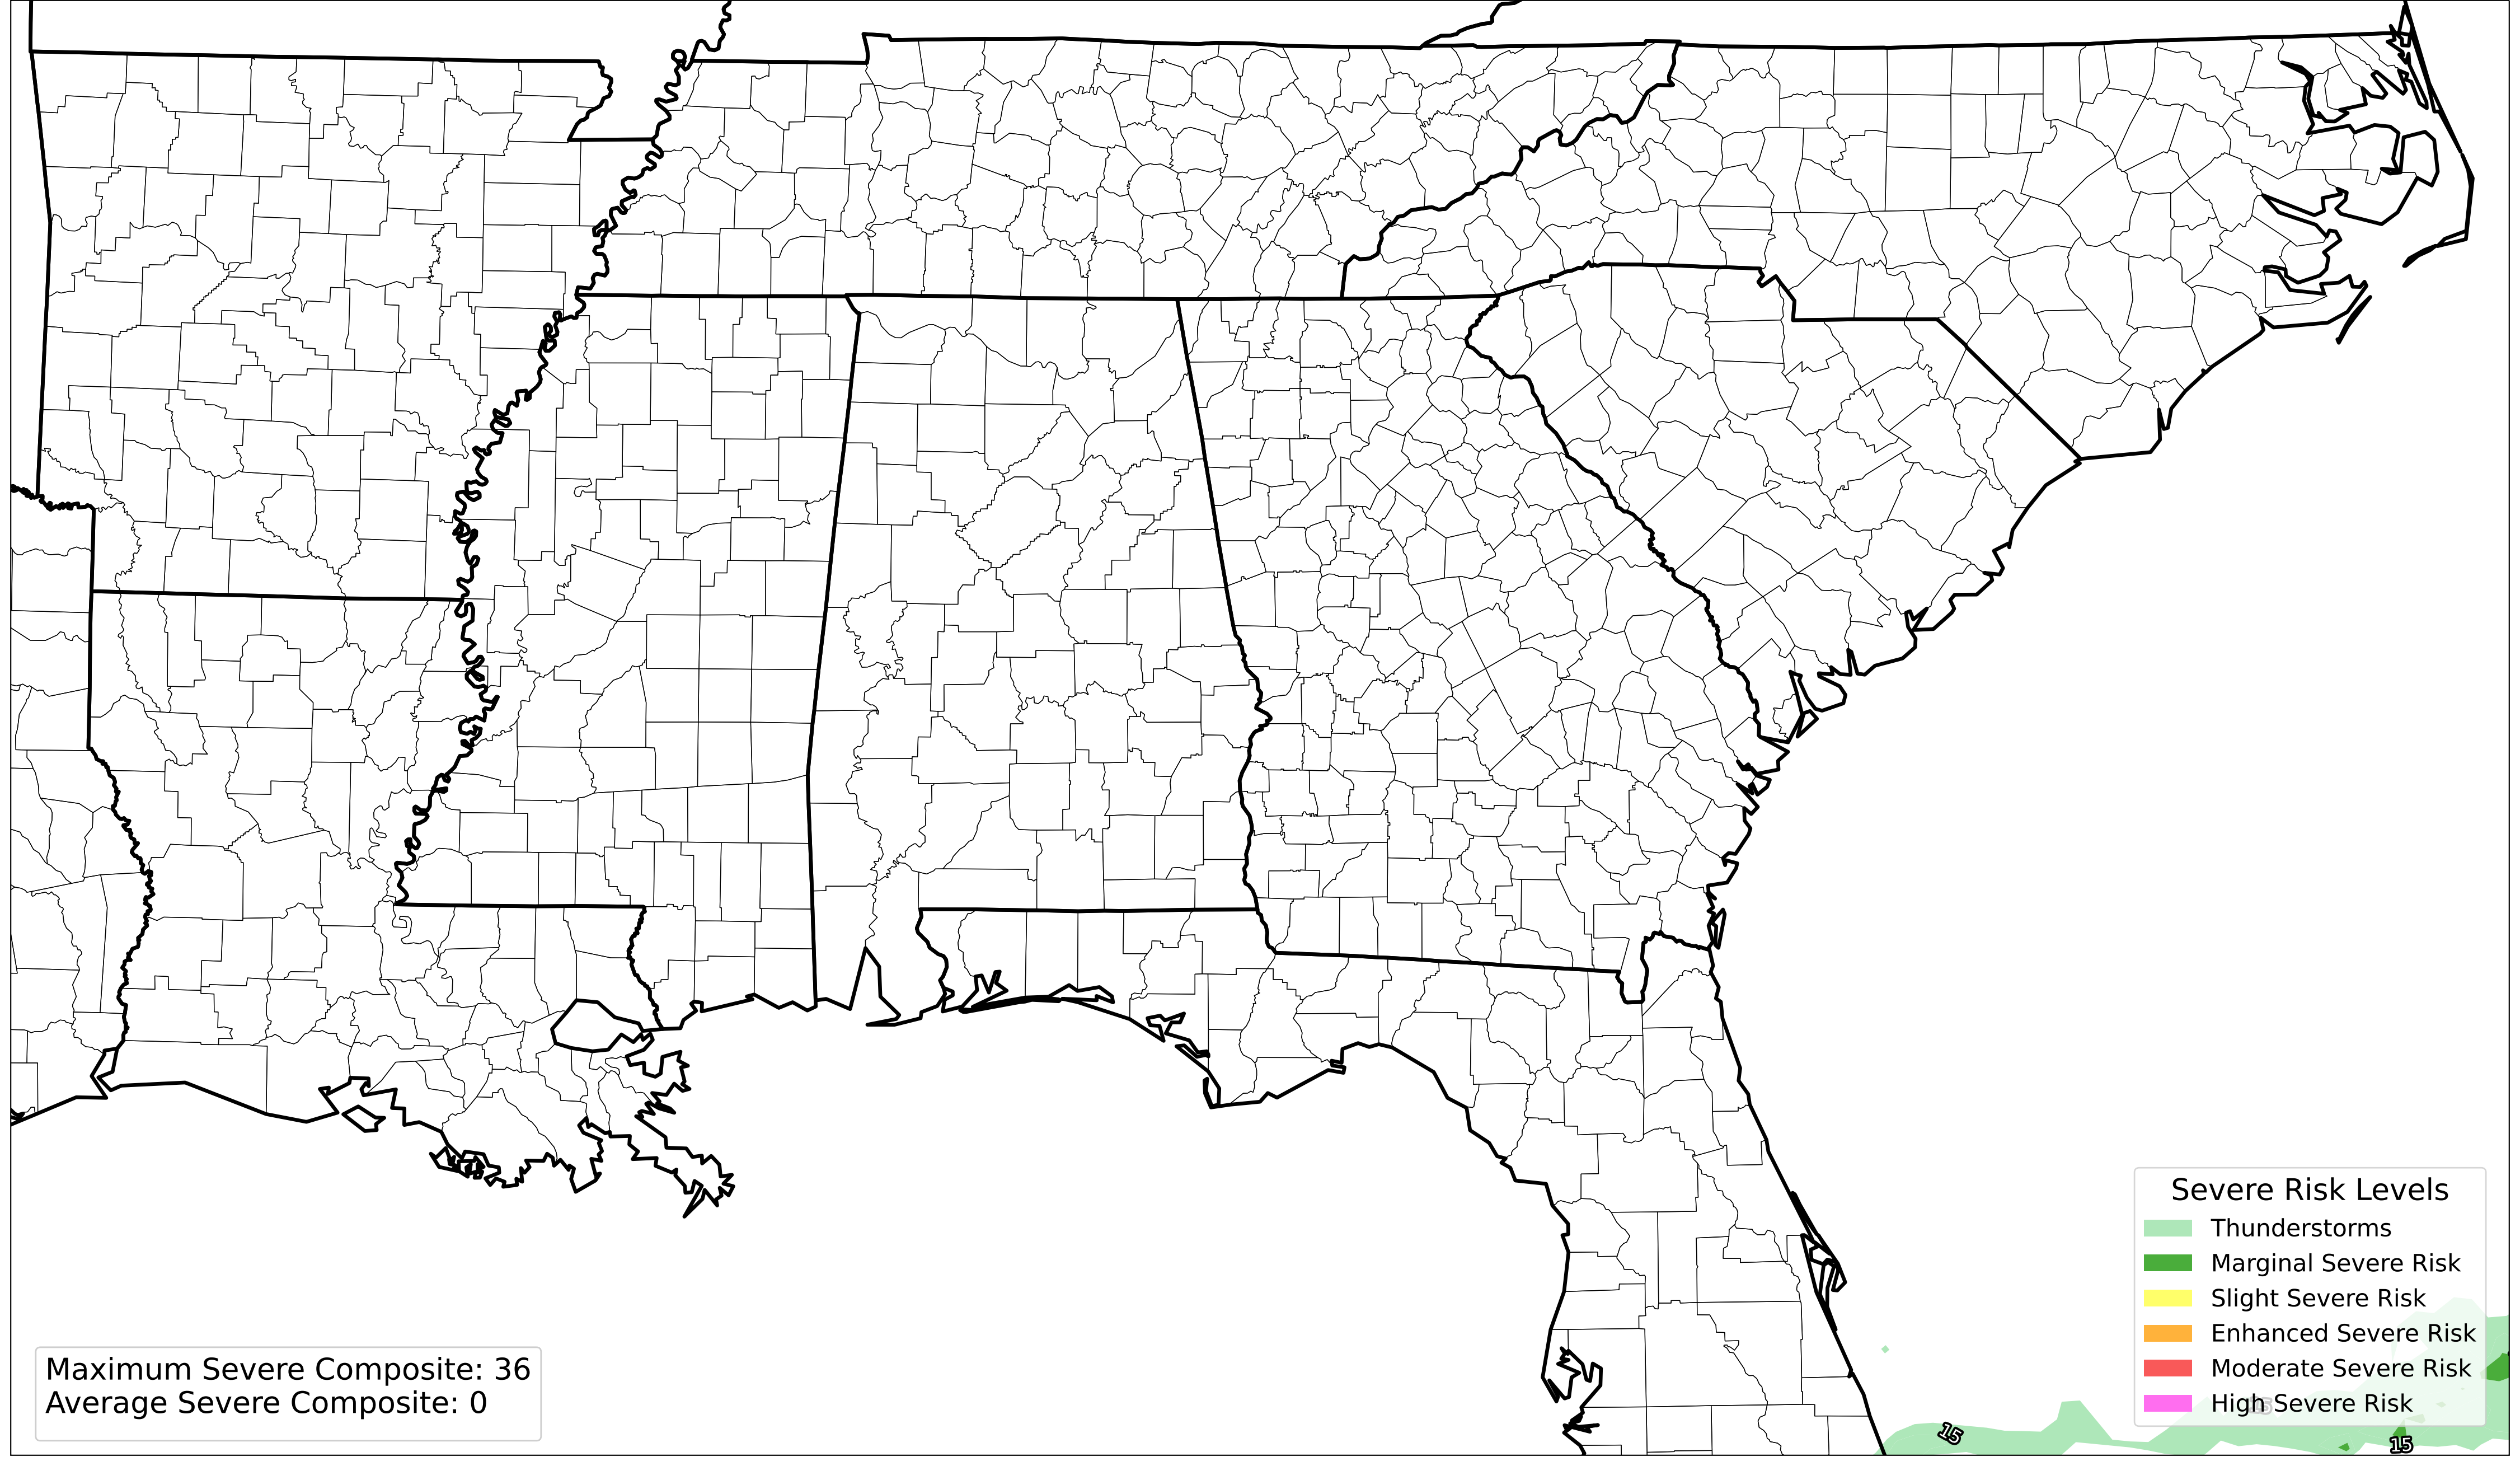 Severe Risk Levels
Thunderstorms
Marginal Severe Risk
Slight Severe Risk
Enhanced Severe Risk
Moderate Severe Risk
High Severe Risk
Maximum Severe Composite: 36
Average Severe Composite: 0
15
15